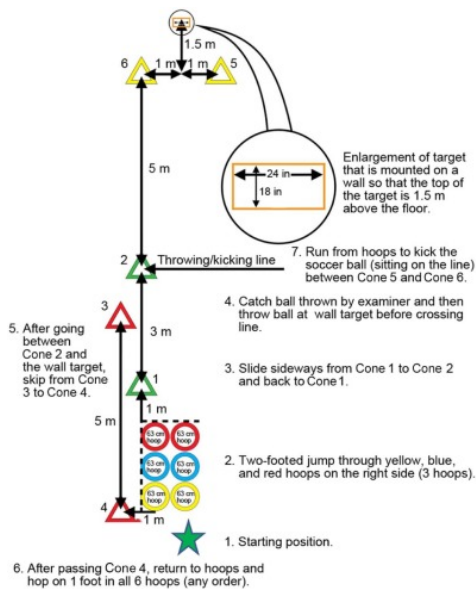 1.5 m
6
1 m
1 m
5
5 m
24 in
18 in
Enlargement of target
that is mounted on a
wall so that the top of
the target is 1.5 m
above the floor.
2
Throwing/kicking line
7. Run from hoops to kick the
soccer ball (sitting on the line)
between Cone 5 and Cone 6.
3
4. Catch ball thrown by examiner and then
throw ball at wall target before crossing
line.
5. After going
between
Cone 2 and
the wall target,
skip from Cone
3 to Cone 4.
3 m
3. Slide sideways from Cone 1 to Cone 2
and back to Cone 1.
1
5 m
1 m
63 cm
hoop
63 cm
hoop
63 cm
hoop
63 cm
hoop
63 cm
hoop
63 cm
hoop
2. Two-footed jump through yellow, blue,
and red hoops on the right side (3 hoops).
4
1 m
1. Starting position.
6. After passing Cone 4, return to hoops and
hop on 1 foot in all 6 hoops (any order).